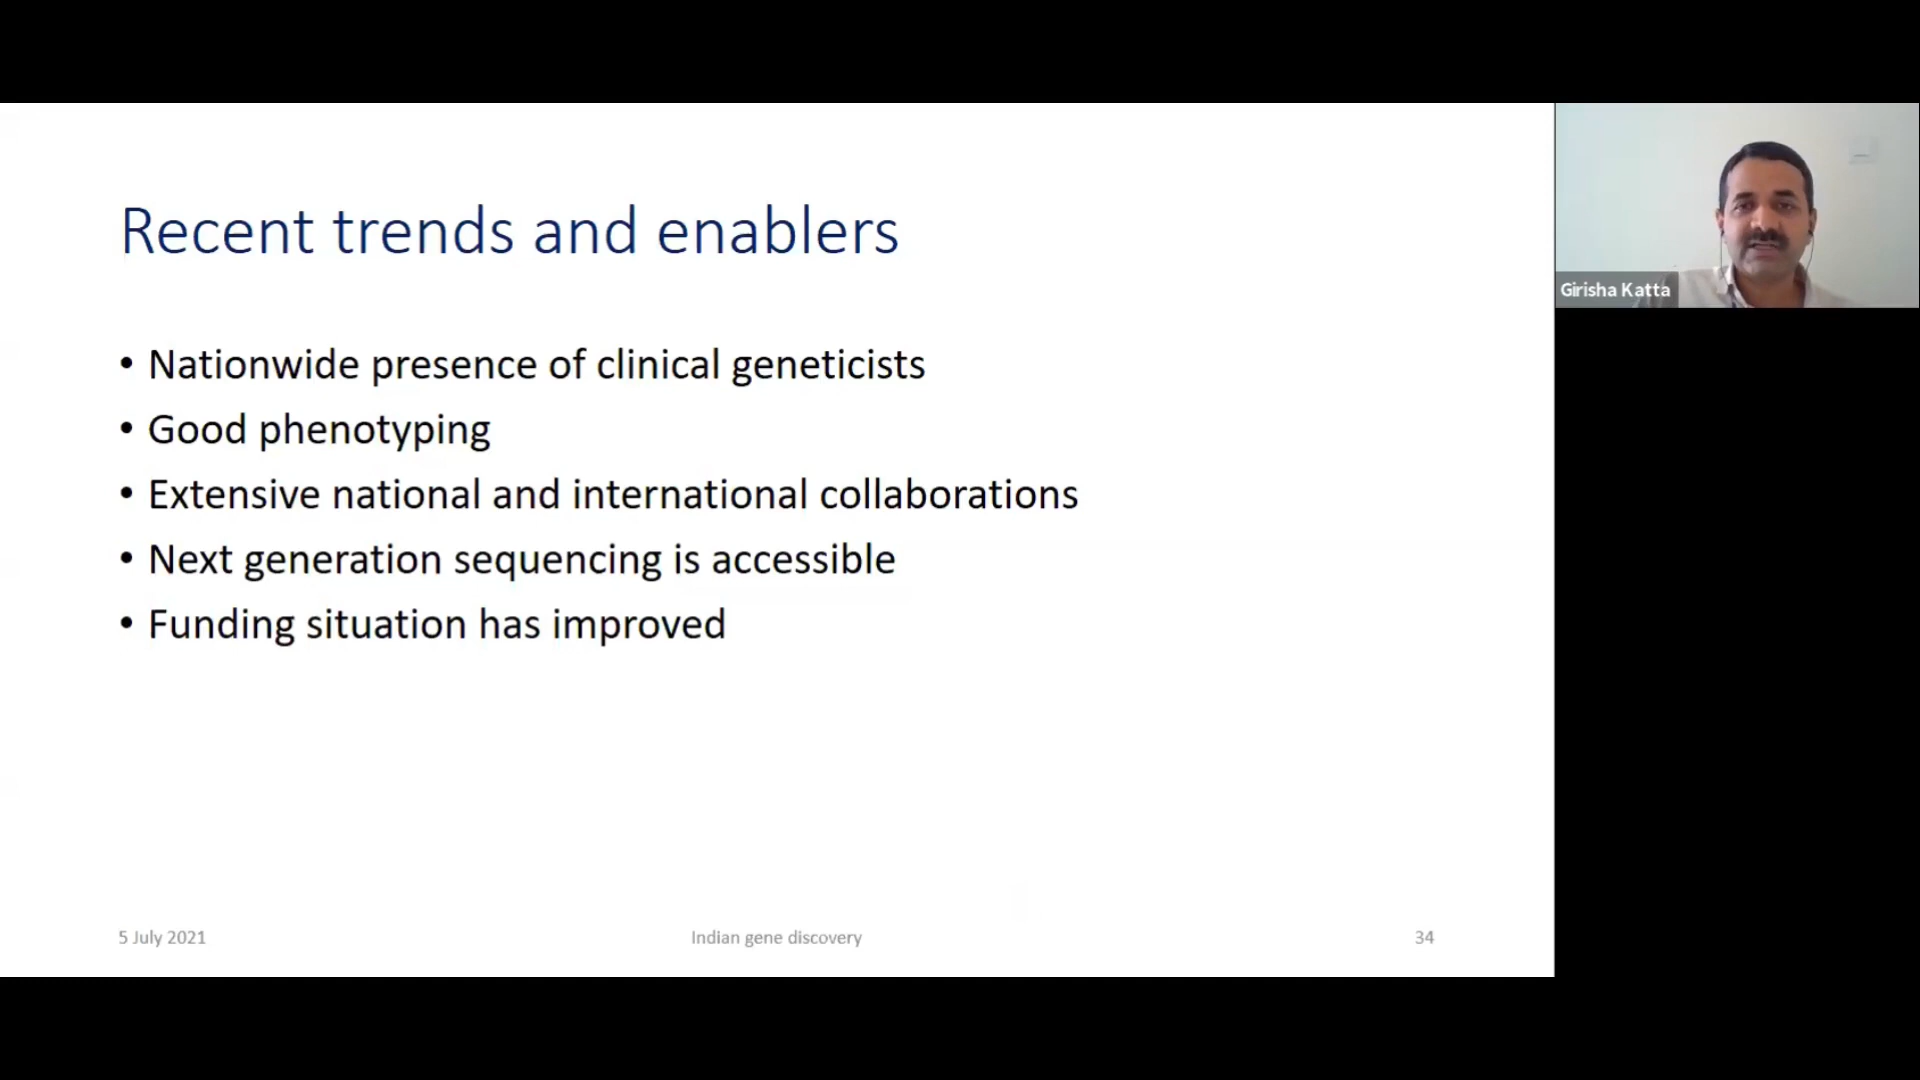 Recent trends and enablers
• Nationwide presence of clinical geneticists
• Good phenotyping
• Extensive national and international collaborations
• Next generation sequencing is accessible
• Funding situation has improved
5 July 2021
Indian gene discovery
34
Girisha Katta